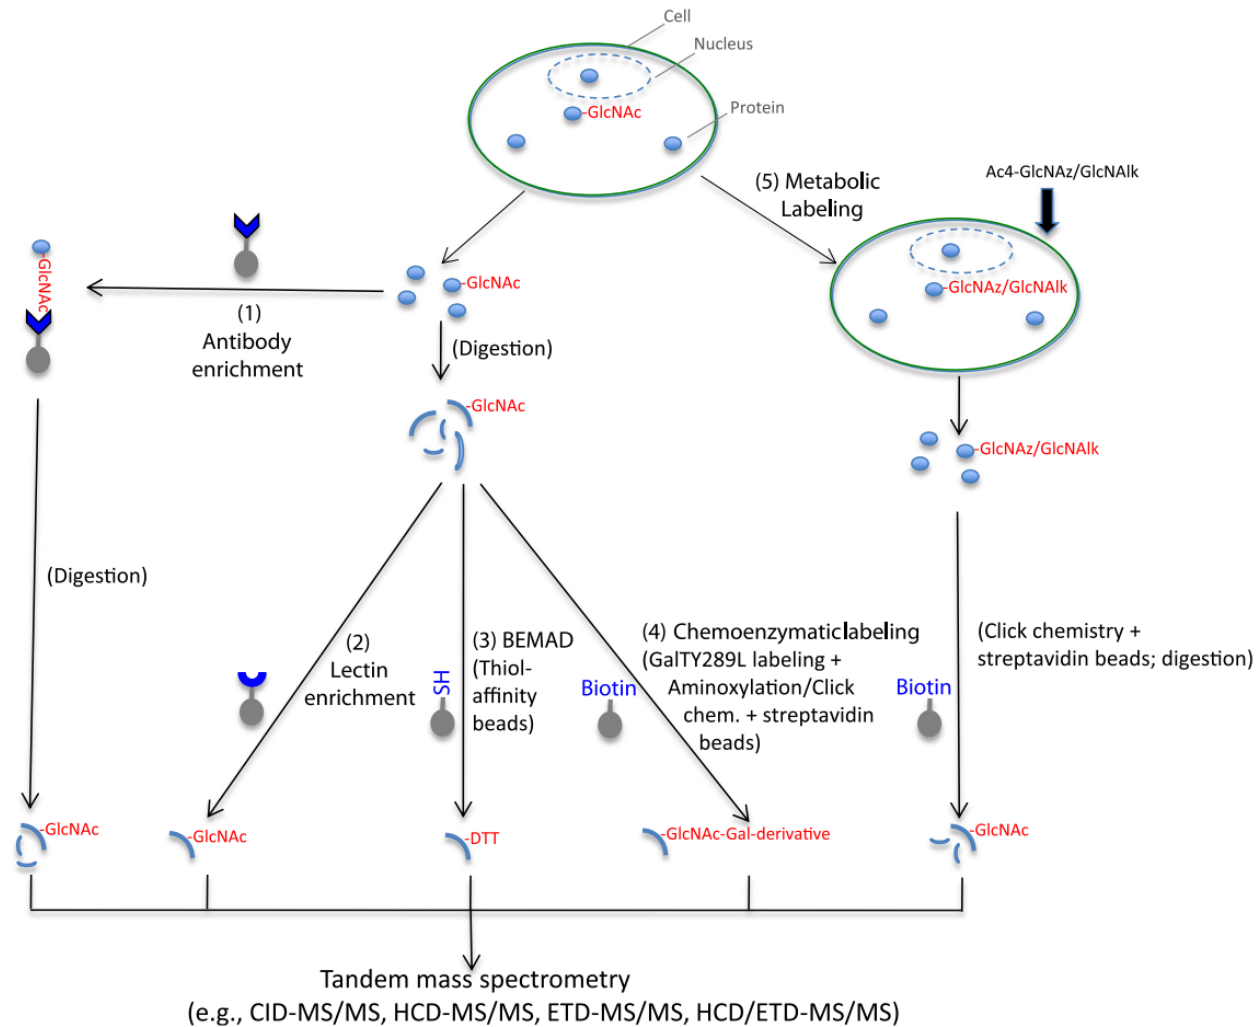 Cell
Nucleus
-GlcNAc
Protein
(5) Metabolic
Labeling
Ac4-GlcNAz/GlcNAlk
-GlcNAc
-GlcNAc
-GlcNAz/GlcNAlk
(1)
Antibody
enrichment
(Digestion)
-GlcNAc
-GlcNAz/GlcNAlk
(Digestion)
(2)
Lectin
enrichment
(3) BEMAD
(Thiol-
affinity
beads)
SH
(4) Chemoenzymatic labeling
(GalTY289L labeling +
Aminoxylation/Click
chem. + streptavidin
beads)
Biotin
(Click chemistry +
streptavidin beads; digestion)
Biotin
-GlcNAc
-GlcNAc
-DTT
-GlcNAc-Gal-derivative
-GlcNAc
Tandem mass spectrometry
(e.g., CID-MS/MS, HCD-MS/MS, ETD-MS/MS, HCD/ETD-MS/MS)